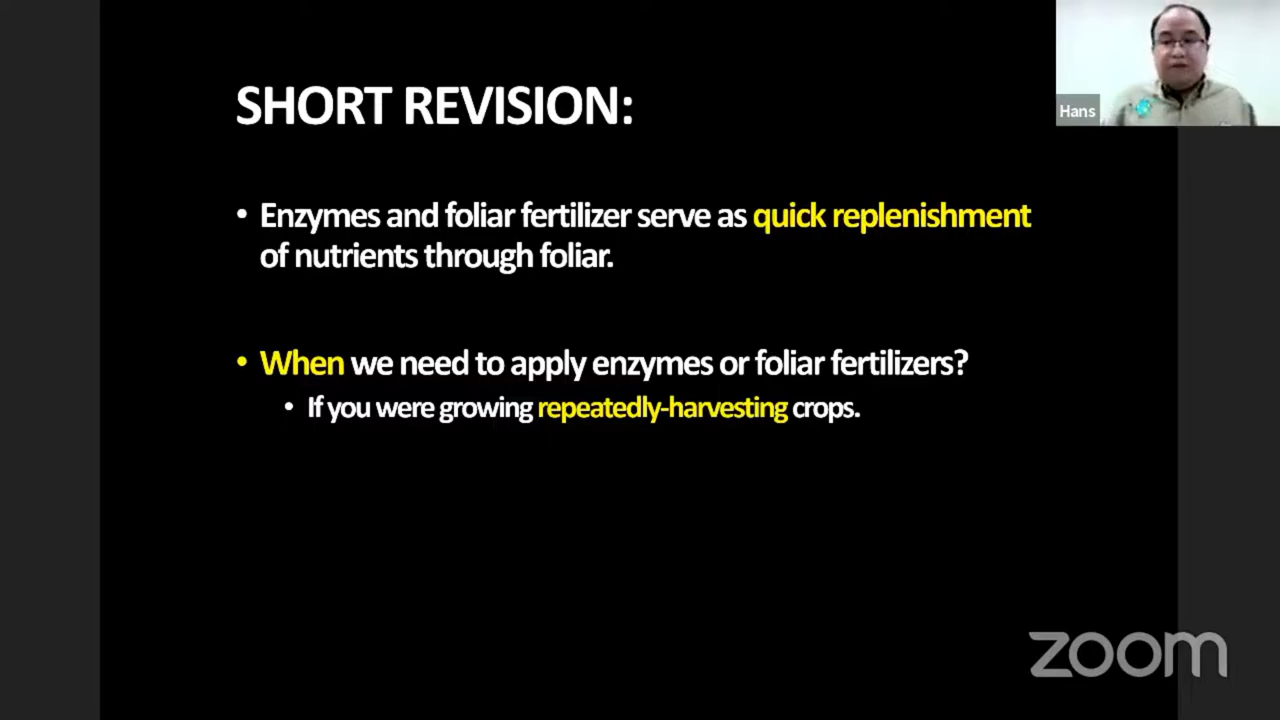 SHORT REVISION:
Hans
• Enzymes and foliar fertilizer serve as quick replenishment
of nutrients through foliar.
• When we need to apply enzymes or foliar fertilizers?
• If you were growing repeatedly-harvesting crops.
zoom